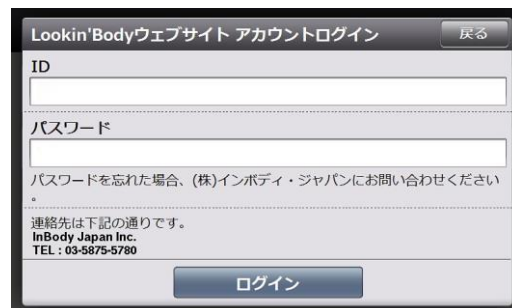 Lookin'Bodyウェブサイト アカウントログイン
戻る
ID
パスワード
パスワードを忘れた場合、(株)インボディ・ジャパンにお問い合わせください
。
連絡先は下記の通りです。
InBody Japan Inc.
TEL : 03-5875-5780
ログイン